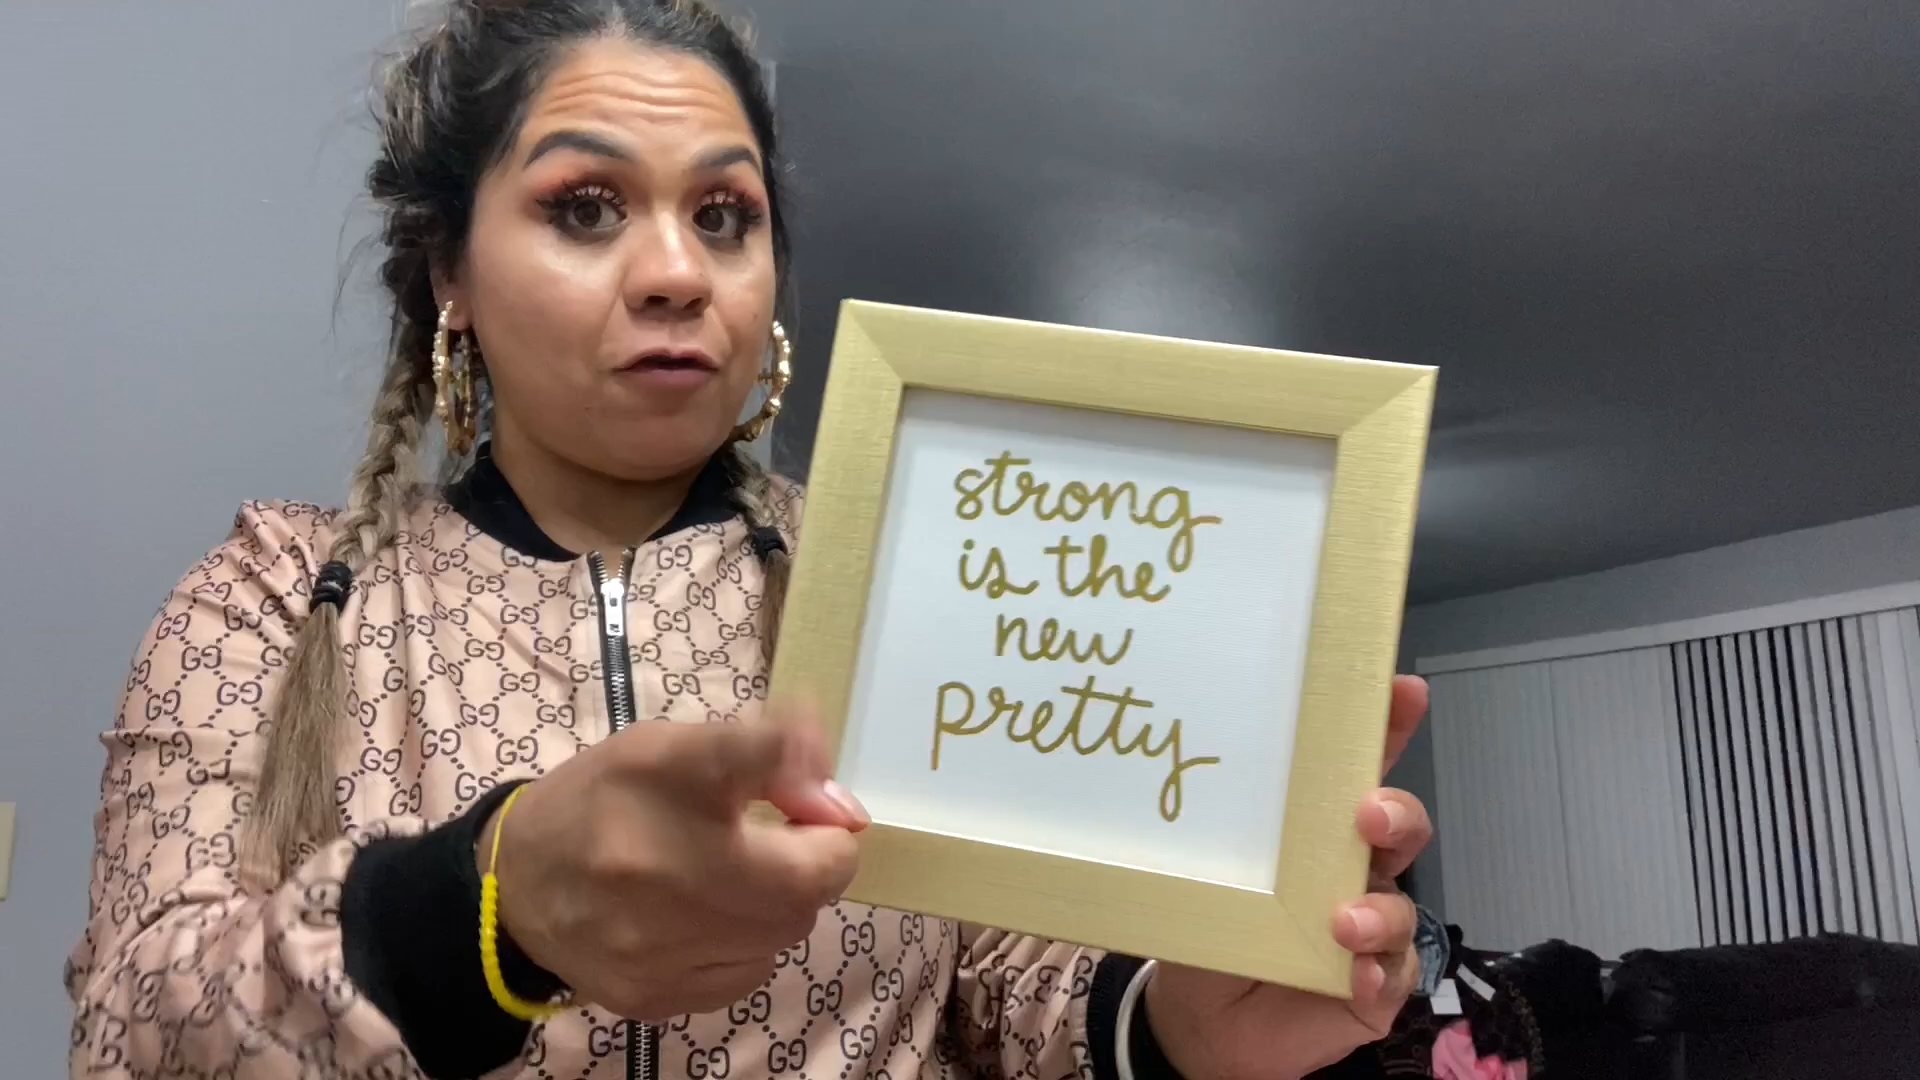 strong
is the
new
pretty